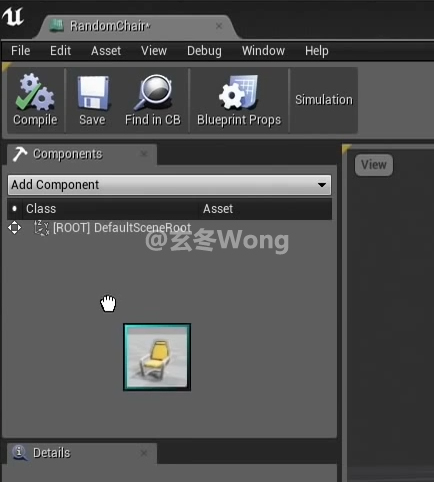 RandomChair*
File Edit Asset View Debug Window Help
Compile Save Find in CB Blueprint Props Simulation
Components
View
Add Component
Class Asset
[ROOT] DefaultSceneRoot
@玄冬Wong
Details